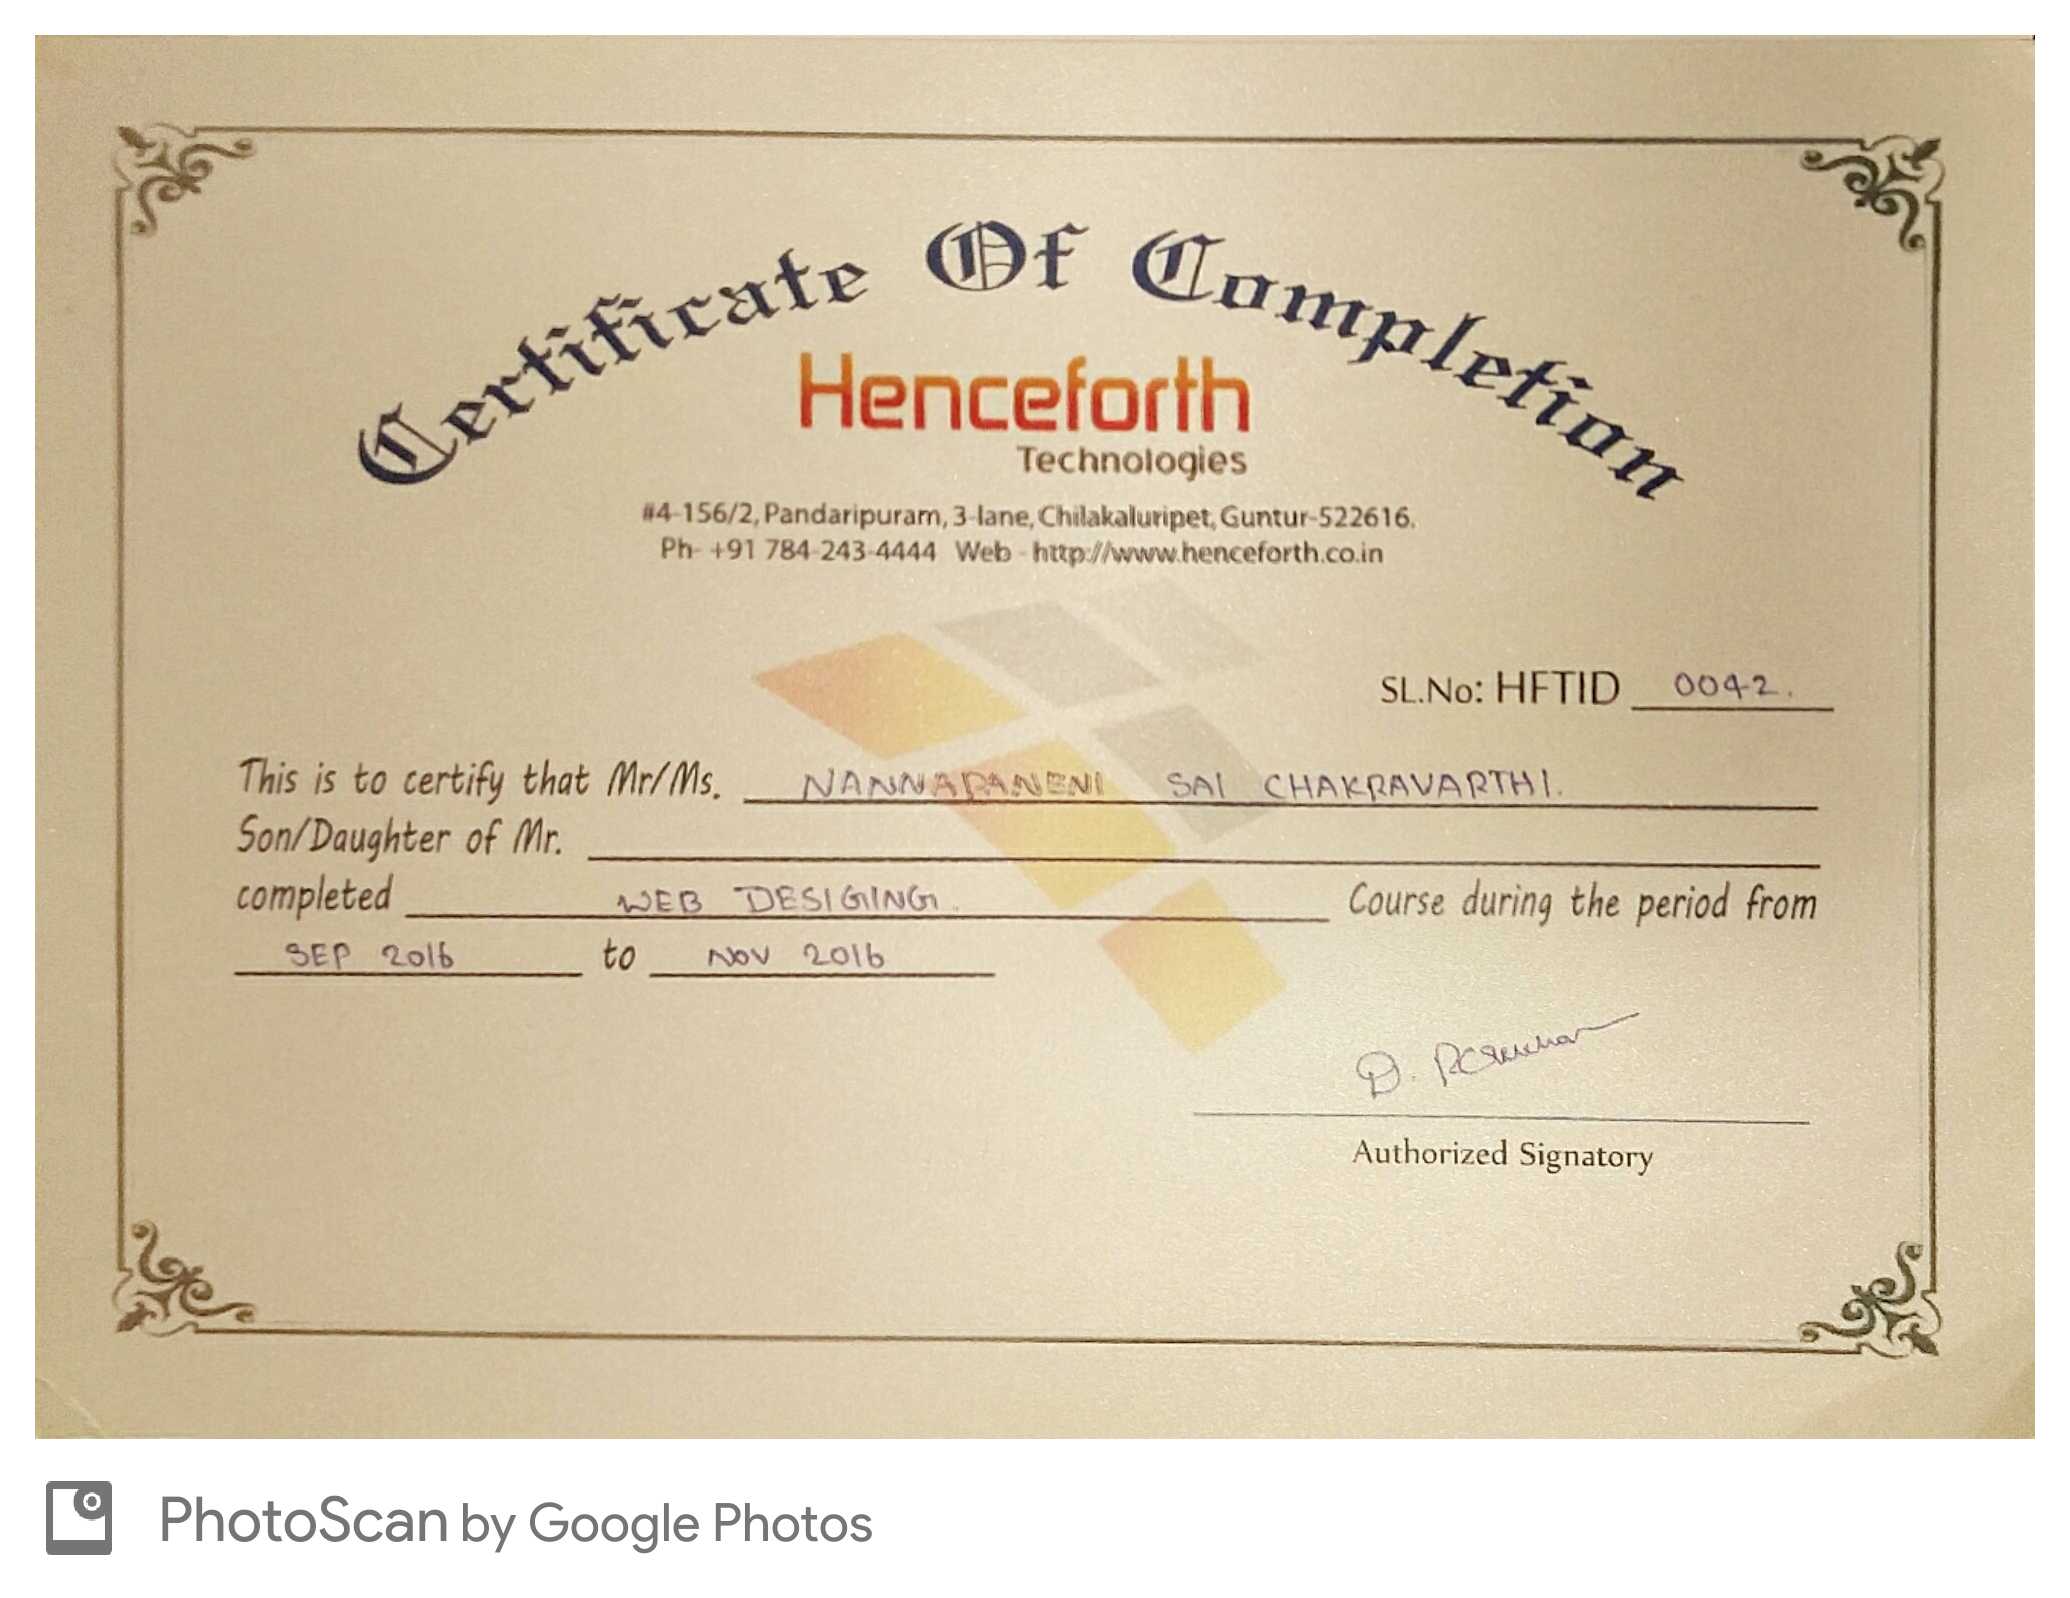 Certificate Of Completion
Henceforth
Technologies
#4-156/2, Pandaripuram, 3-lane, Chilakaluripet, Guntur-522616.
Ph- +91 784-243-4444 Web - http://www.henceforth.co.in
SL.No: HFTID 0042.
This is to certify that Mr/Ms. NANNAPANENI SAI CHAKRAVARTHI.
Son/Daughter of Mr.
completed WEB DESIGING. Course during the period from
SEP 2016 to NOV 2016
D.
Authorized Signatory
PhotoScan by Google Photos